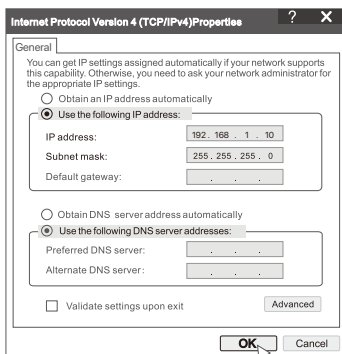 Internet Protocol Version 4 (TCP/IPv4)Properties ? X
General
You can get IP settings assigned automatically if your network supports
this capability. Otherwise, you need to ask your network administrator for
the appropriate IP settings.
Obtain an IP address automatically
Use the following IP address:
IP address: 192. 168 . 1 . 10
Subnet mask: 255 . 255 . 255 . 0
Default gateway: . . .
Obtain DNS server address automatically
Use the following DNS server addresses:
Preferred DNS server: . . .
Alternate DNS server: . . .
Validate settings upon exit Advanced
OK Cancel